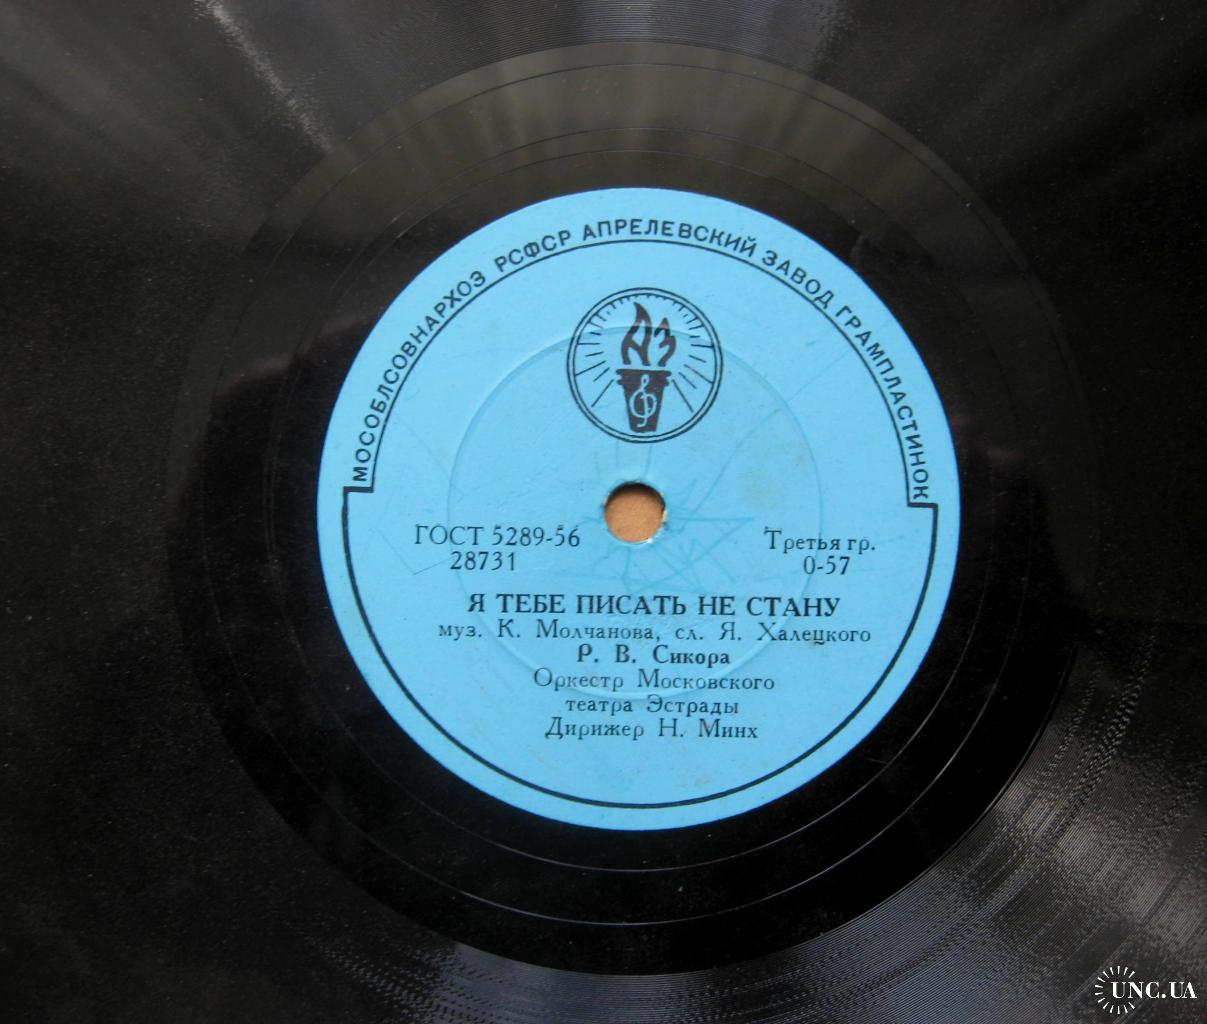 МОСОБЛСОВНАРХОЗ РСФСР АПРЕЛЕВСКИЙ ЗАВОД ГРАМПЛАСТИНОК
АЗ
ГОСТ 5289-56
28731
Третья гр.
0-57
Я ТЕБЕ ПИСАТЬ НЕ СТАНУ
муз. К. Молчанова, сл. Я. Халецкого
Р. В. Сикора
Оркестр Московского
театра Эстрады
Дирижер Н. Минх
UNC.UA